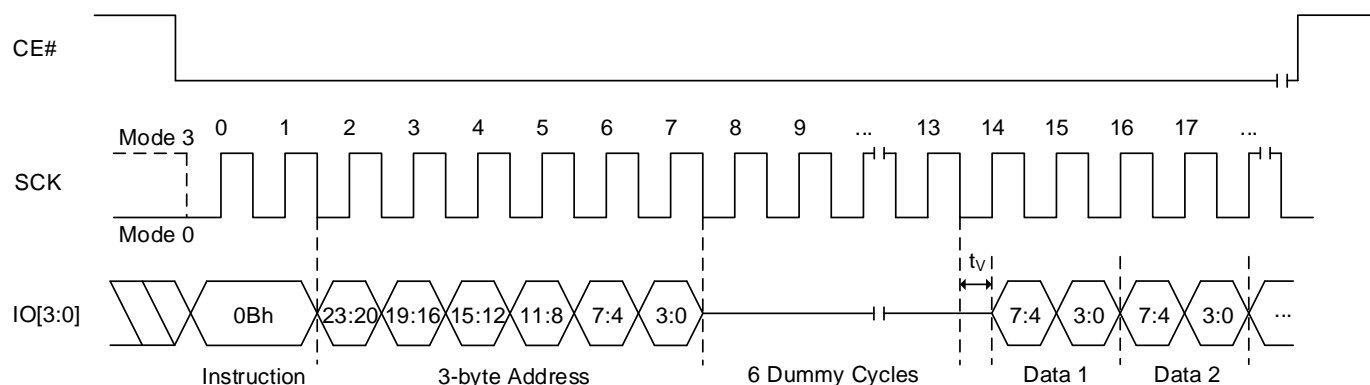 CE#
0 1 2 3 4 5 6 7 8 9 ... 13 14 15 16 17 ...
Mode 3
SCK
Mode 0
tV
IO[3:0] 0Bh 23:20 19:16 15:12 11:8 7:4 3:0 7:4 3:0 7:4 3:0 ...
Instruction 3-byte Address 6 Dummy Cycles Data 1 Data 2